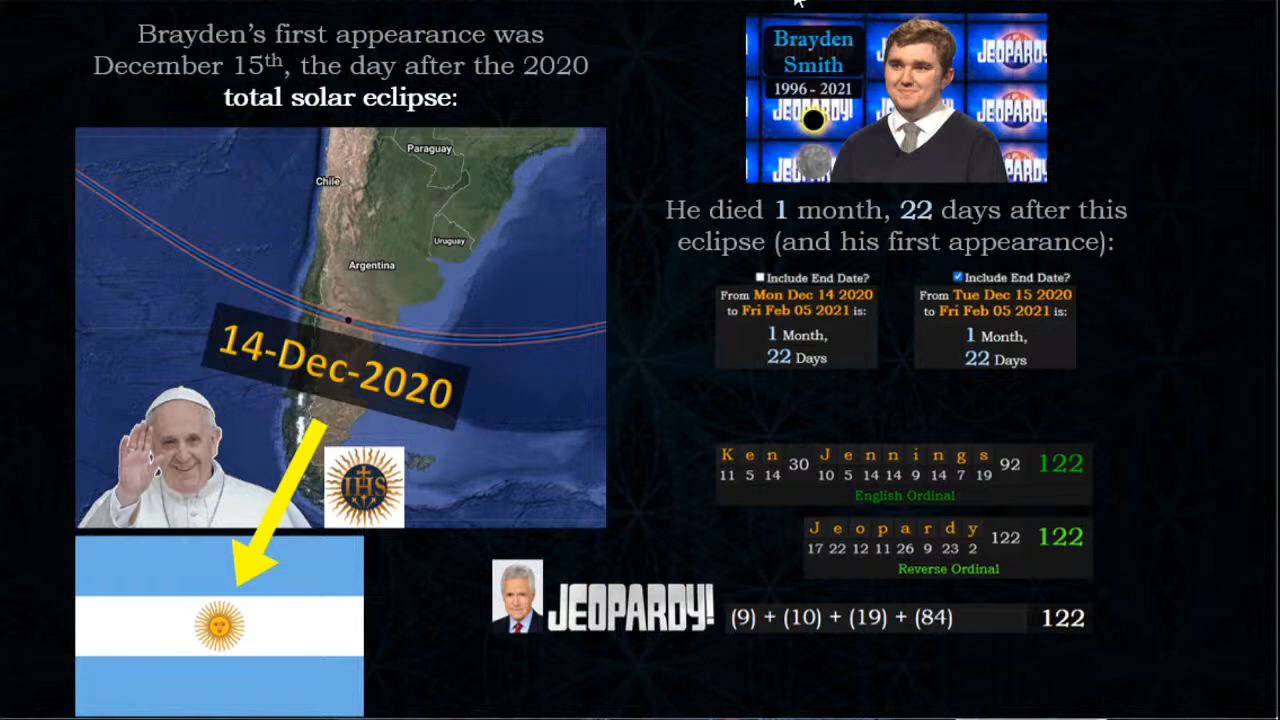 Brayden's first appearance was
December 15th, the day after the 2020
total solar eclipse:
Paraguay
Chile
Uruguay
Argentina
14-Dec-2020
IHS
Brayden
Smith
1996 - 2021
JEOPARDY!
JEOPARDY!
JEOPARDY!
He died 1 month, 22 days after this
eclipse (and his first appearance):
Include End Date?
From Mon Dec 14 2020
to Fri Feb 05 2021 is:
1 Month,
22 Days
Include End Date?
From Tue Dec 15 2020
to Fri Feb 05 2021 is:
1 Month,
22 Days
K e n J e n n i n g s
11 5 14 30 10 5 14 14 9 14 7 19 92 122
English Ordinal
J e o p a r d y
17 22 12 11 26 9 23 2 122 122
Reverse Ordinal
JEOPARDY!
(9) + (10) + (19) + (84) 122